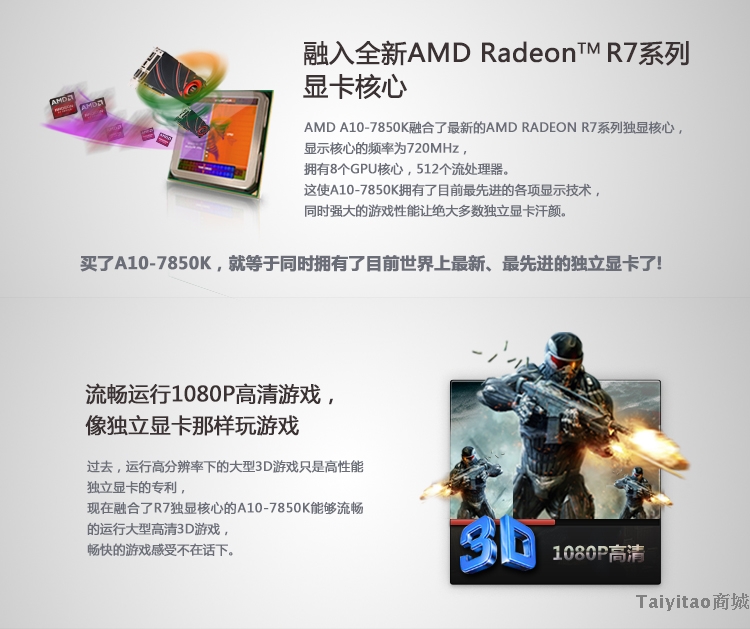 融入全新AMD Radeon™ R7系列
显卡核心
AMD A10-7850K融合了最新的AMD RADEON R7系列独显核心，
显示核心的频率为720MHz，
拥有8个GPU核心，512个流处理器。
这使A10-7850K拥有了目前最先进的各项显示技术，
同时强大的游戏性能让绝大多数独立显卡汗颜。
AMD
AMD
买了A10-7850K，就等于同时拥有了目前世界上最新、最先进的独立显卡了!
流畅运行1080P高清游戏，
像独立显卡那样玩游戏
过去，运行高分辨率下的大型3D游戏只是高性能
独立显卡的专利，
现在融合了R7独显核心的A10-7850K能够流畅
的运行大型高清3D游戏，
畅快的游戏感受不在话下。
3D
1080P高清
Taiyitao商城